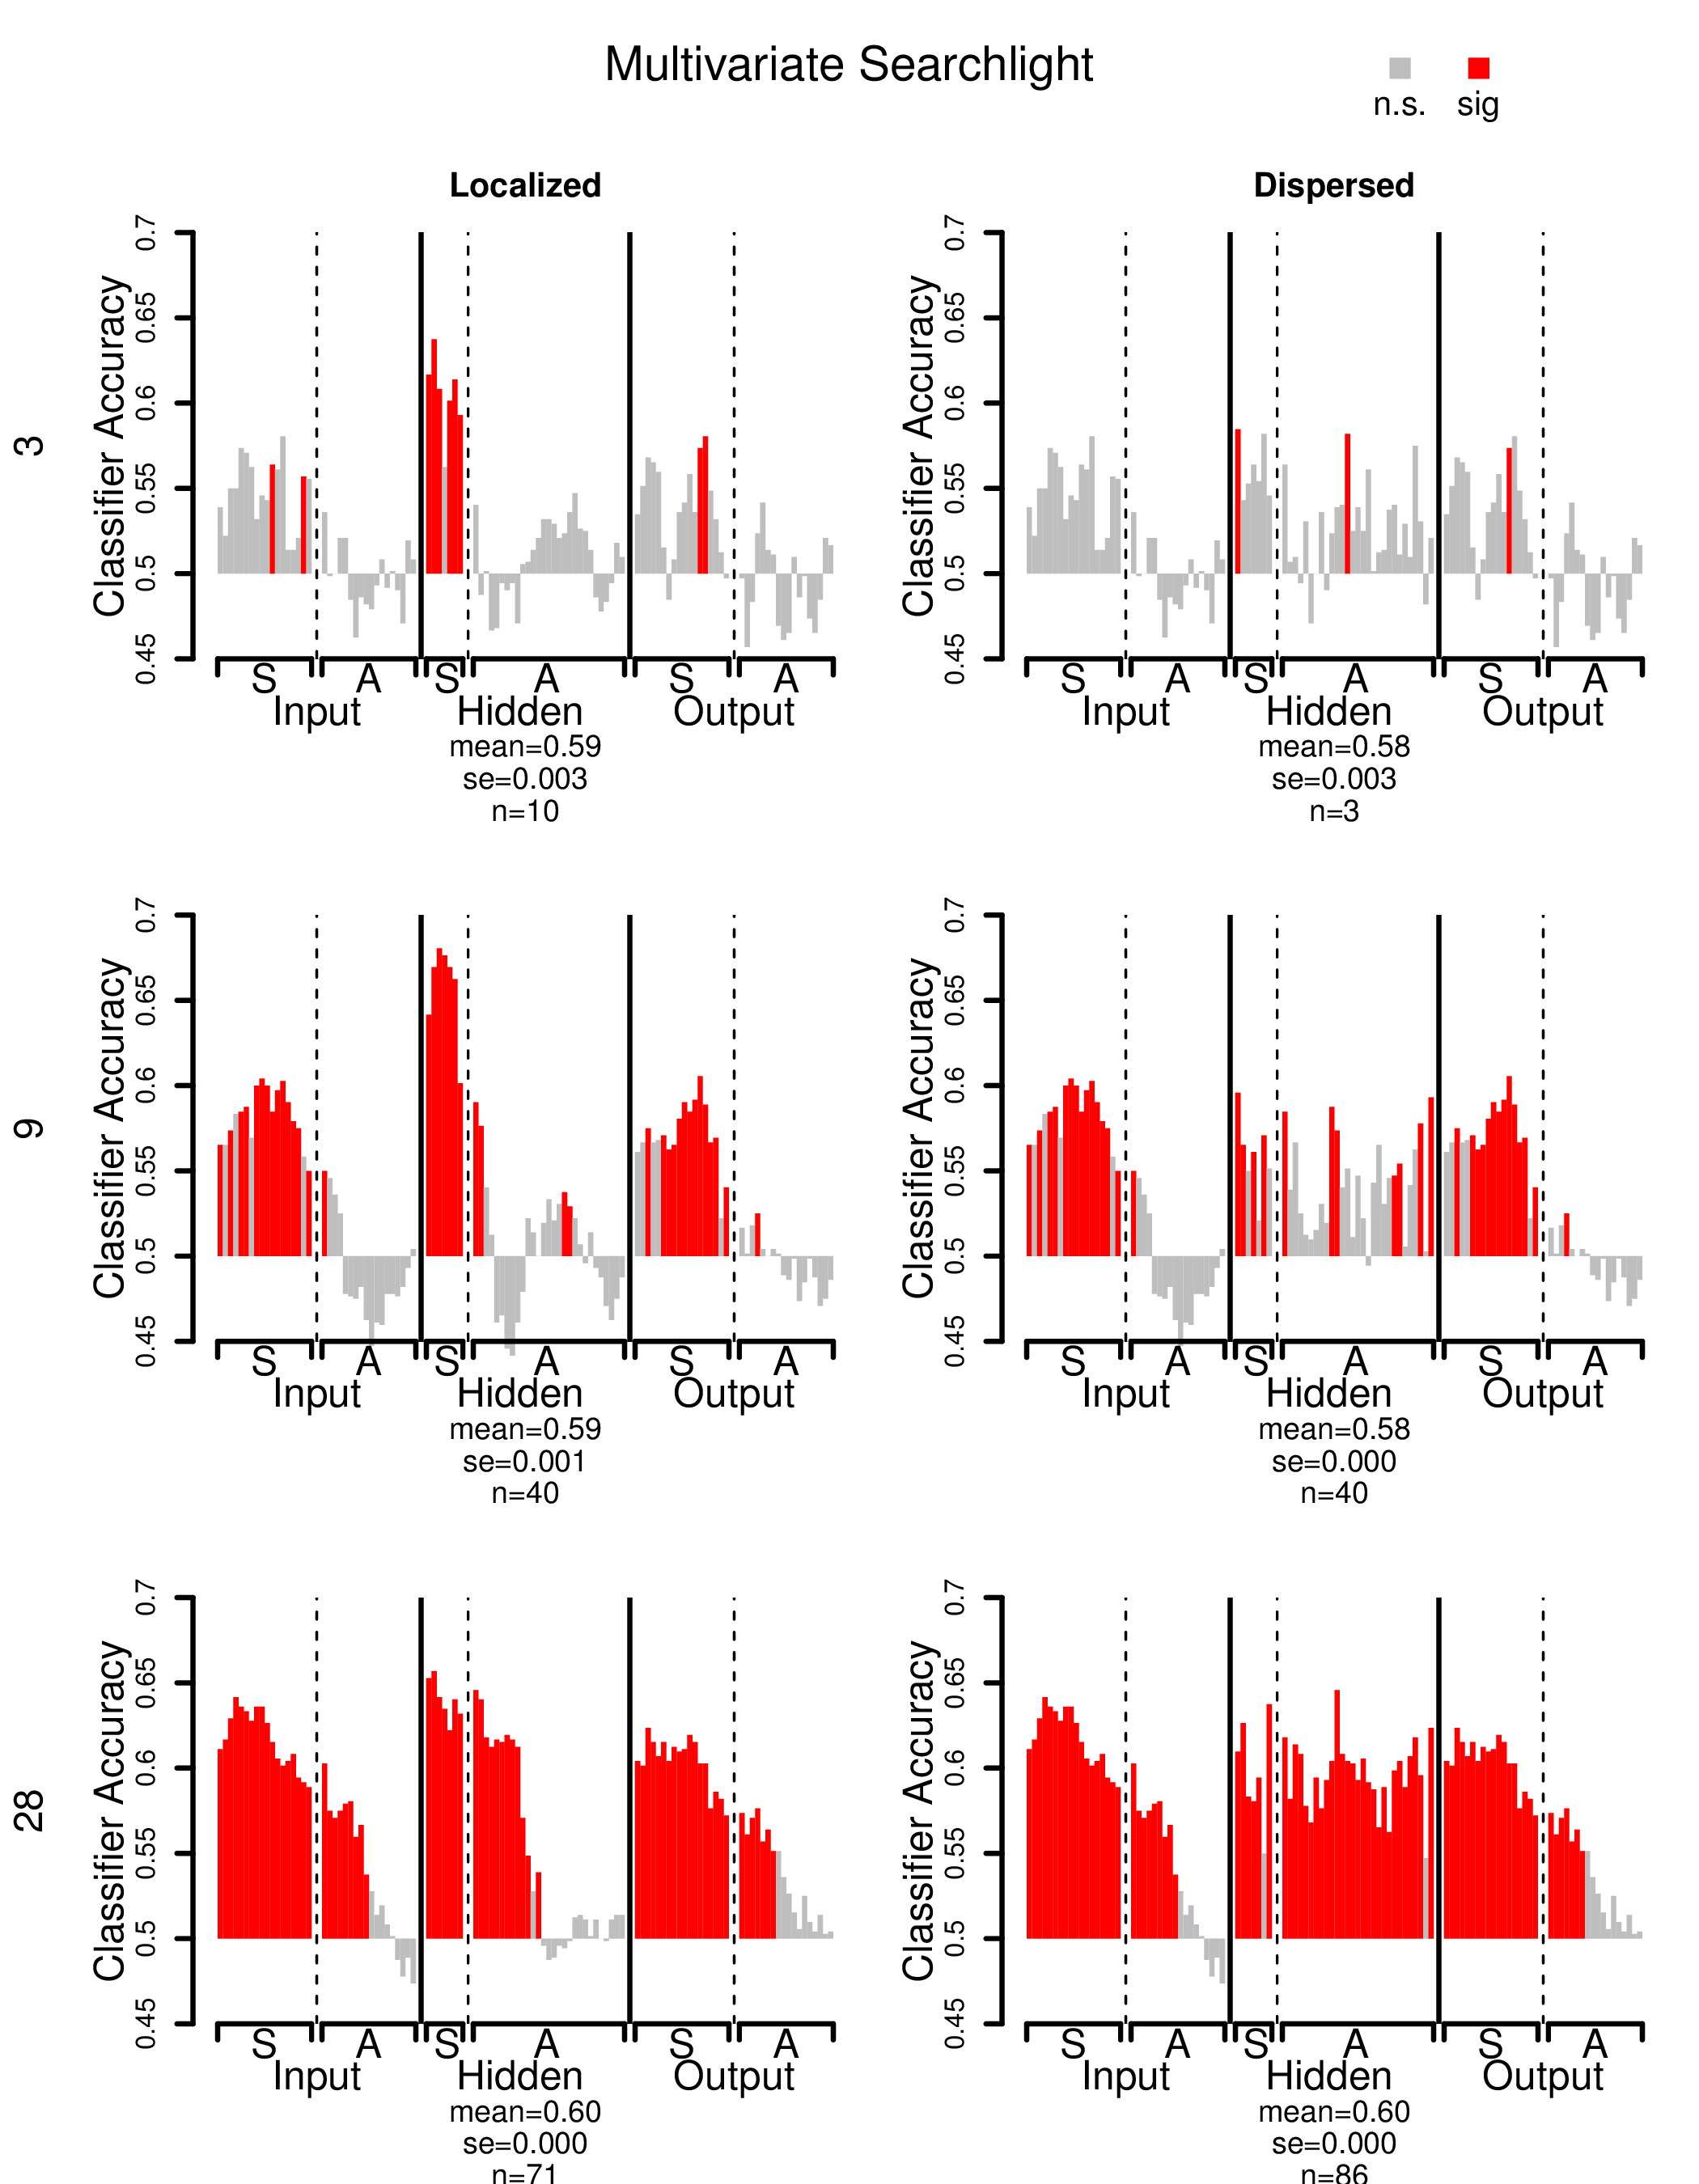 Multivariate Searchlight
n.s. sig
Localized Dispersed
3
Classifier Accuracy
0.45 0.5 0.55 0.6 0.65 0.7
S A S A S A
Input Hidden Output
mean=0.59
se=0.003
n=10
Classifier Accuracy
0.45 0.5 0.55 0.6 0.65 0.7
S A S A S A
Input Hidden Output
mean=0.58
se=0.003
n=3
9
Classifier Accuracy
0.45 0.5 0.55 0.6 0.65 0.7
S A S A S A
Input Hidden Output
mean=0.59
se=0.001
n=40
Classifier Accuracy
0.45 0.5 0.55 0.6 0.65 0.7
S A S A S A
Input Hidden Output
mean=0.58
se=0.000
n=40
28
Classifier Accuracy
0.45 0.5 0.55 0.6 0.65 0.7
S A S A S A
Input Hidden Output
mean=0.60
se=0.000
n=71
Classifier Accuracy
0.45 0.5 0.55 0.6 0.65 0.7
S A S A S A
Input Hidden Output
mean=0.60
se=0.000
n=86